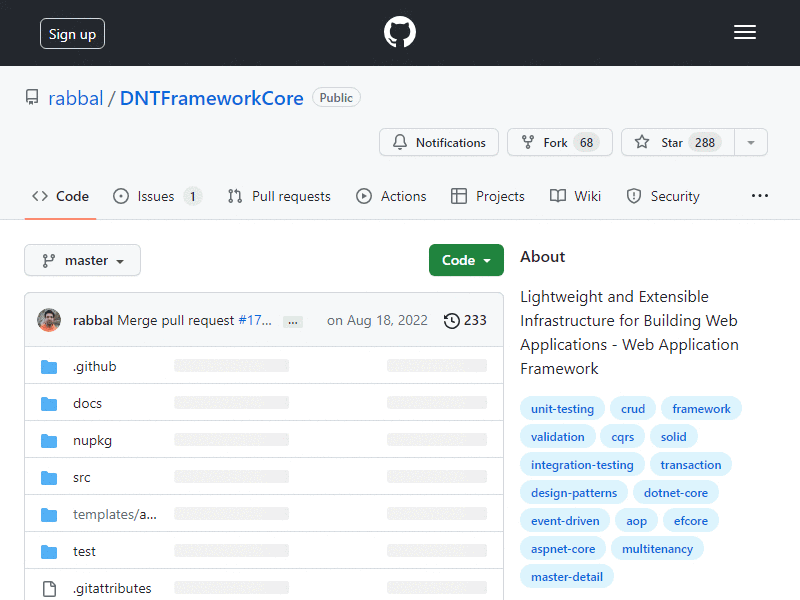 Sign up
rabbal / DNTFrameworkCore Public
Notifications Fork 68 Star 288
Code Issues 1 Pull requests Actions Projects Wiki Security
master Code
rabbal Merge pull request #17... ... on Aug 18, 2022 233
.github
docs
nupkg
src
templates/a...
test
.gitattributes
About
Lightweight and Extensible
Infrastructure for Building Web
Applications - Web Application
Framework
unit-testing crud framework
validation cqrs solid
integration-testing transaction
design-patterns dotnet-core
event-driven aop efcore
aspnet-core multitenancy
master-detail